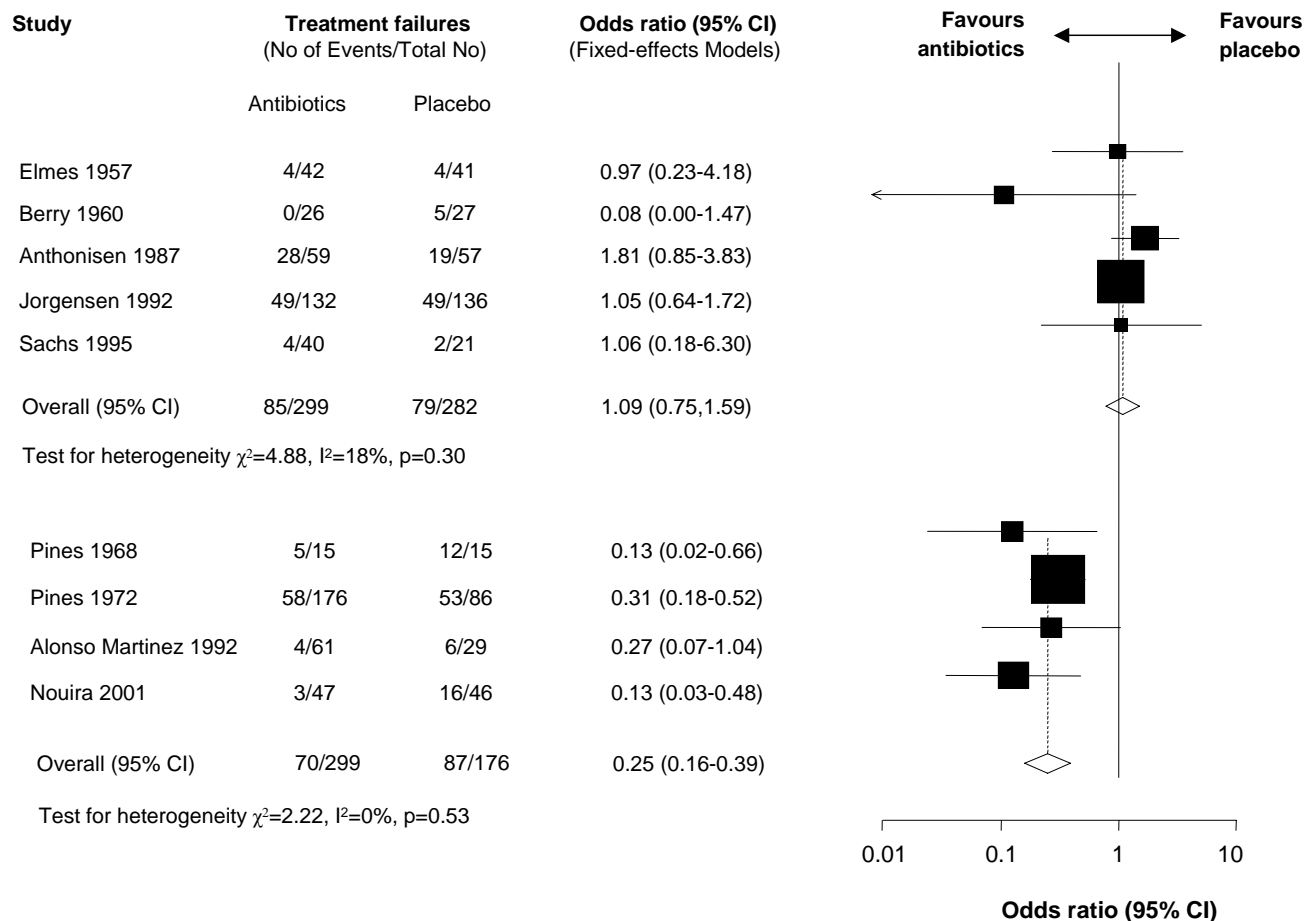 Study Treatment failures Odds ratio (95% CI) Favours Favours
(No of Events/Total No) (Fixed-effects Models) antibiotics placebo
Antibiotics Placebo
Elmes 1957 4/42 4/41 0.97 (0.23-4.18)
Berry 1960 0/26 5/27 0.08 (0.00-1.47)
Anthonisen 1987 28/59 19/57 1.81 (0.85-3.83)
Jorgensen 1992 49/132 49/136 1.05 (0.64-1.72)
Sachs 1995 4/40 2/21 1.06 (0.18-6.30)
Overall (95% CI) 85/299 79/282 1.09 (0.75,1.59)
Test for heterogeneity χ²=4.88, I²=18%, p=0.30
Pines 1968 5/15 12/15 0.13 (0.02-0.66)
Pines 1972 58/176 53/86 0.31 (0.18-0.52)
Alonso Martinez 1992 4/61 6/29 0.27 (0.07-1.04)
Nouira 2001 3/47 16/46 0.13 (0.03-0.48)
Overall (95% CI) 70/299 87/176 0.25 (0.16-0.39)
Test for heterogeneity χ²=2.22, I²=0%, p=0.53
0.01 0.1 1 10
Odds ratio (95% CI)